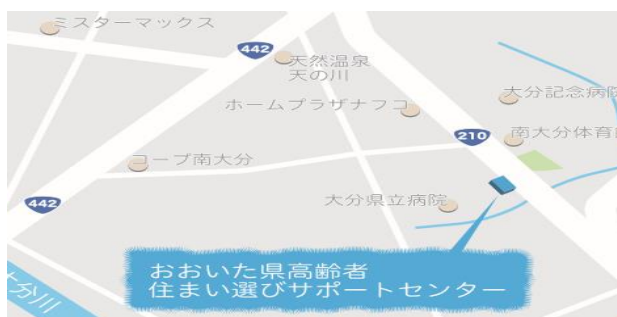 ミスターマックス
442
天然温泉
天の川
ホームプラザナフコ
大分記念病院
210
南大分体育
コープ南大分
442
大分県立病院
おおいた県高齢者
住まい選びサポートセンター
大分川